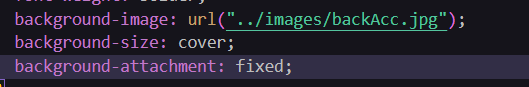 background-image: url("../images/backAcc.jpg");
background-size: cover;
background-attachment: fixed;